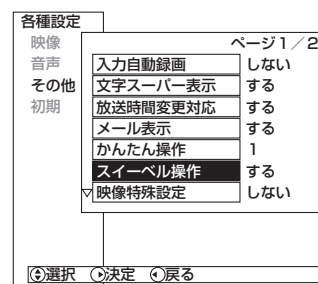 各種設定
映像
音声
その他
初期
ページ1／2
入力自動録画 しない
文字スーパー表示 する
放送時間変更対応 する
メール表示 する
かんたん操作 1
スイーベル操作 する
▽映像特殊設定 しない
選択 決定 戻る